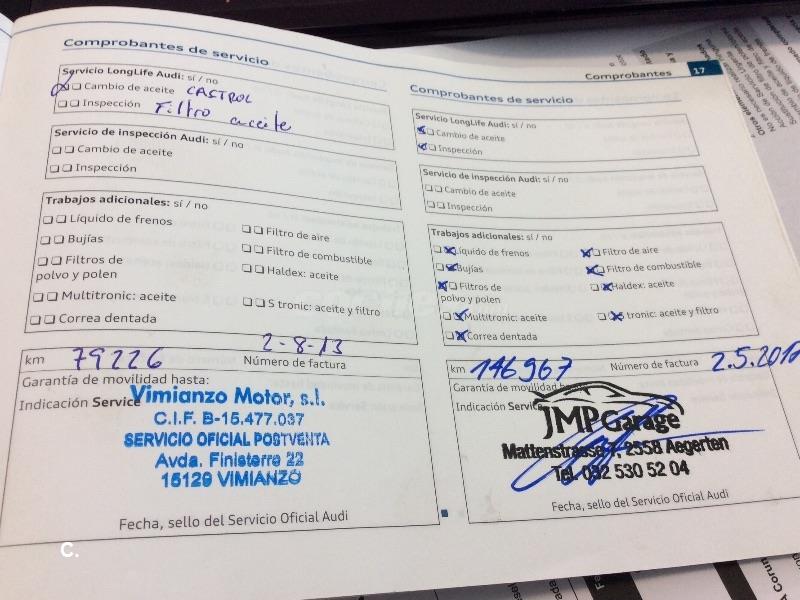 Comprobantes de servicio
Servicio LongLife Audi: sí / no
Cambio de aceite CASTROL
Inspección Filtro aceite
Servicio de inspección Audi: sí / no
Cambio de aceite
Inspección
Trabajos adicionales: sí / no
Líquido de frenos
Bujías
Filtros de
polvo y polen
Multitronic: aceite
Correa dentada
Filtro de aire
Filtro de combustible
Haldex: aceite
S tronic: aceite y filtro
2-8-13
km 79226 Número de factura
Garantía de movilidad hasta:
Indicación Service
Vimianzo Motor, s.l.
C.I.F. B-15.477.037
SERVICIO OFICIAL POSTVENTA
Avda. Finisterre 22
15129 VIMIANZO
Fecha, sello del Servicio Oficial Audi
Comprobantes 17
Comprobantes de servicio
Servicio LongLife Audi: sí / no
Cambio de aceite
Inspección
Servicio de inspección Audi: sí / no
Cambio de aceite
Inspección
Trabajos adicionales: sí / no
Líquido de frenos
Bujías
Filtros de
polvo y polen
Multitronic: aceite
Correa dentada
Filtro de aire
Filtro de combustible
Haldex: aceite
S tronic: aceite y filtro
km 146967 Número de factura
Garantía de movilidad hasta
Indicación Service
JMP Garage
Mattenstrasse 7, 2558 Aegerten
Tel. 032 530 52 04
Fecha, sello del Servicio Oficial Audi
C.